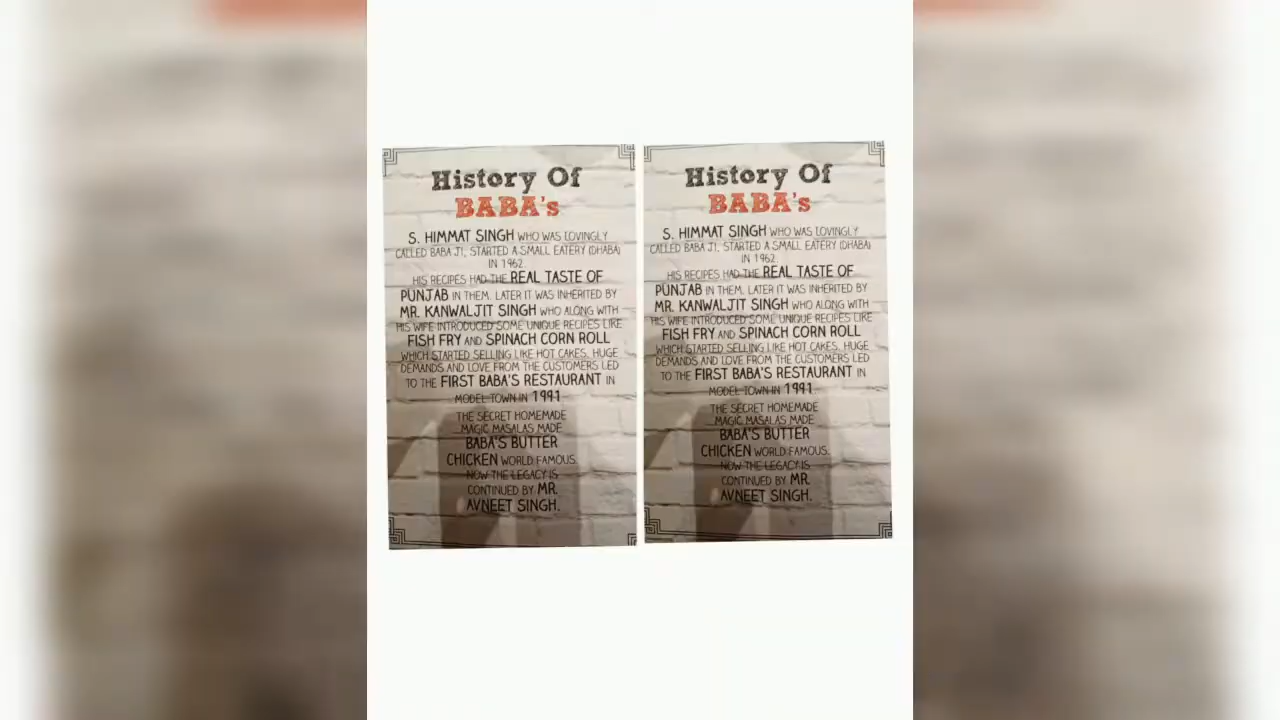 History Of
BABA's
S. HIMMAT SINGH WHO WAS LOVINGLY
CALLED BABA JI, STARTED A SMALL EATERY (DHABA)
IN 1962.
HIS RECIPES HAD THE REAL TASTE OF
PUNJAB IN THEM. LATER IT WAS INHERITED BY
MR. KANWALJIT SINGH WHO ALONG WITH
HIS WIFE INTRODUCED SOME UNIQUE RECIPES LIKE
FISH FRY AND SPINACH CORN ROLL
WHICH STARTED SELLING LIKE HOT CAKES. HUGE
DEMANDS AND LOVE FROM THE CUSTOMERS LED
TO THE FIRST BABA'S RESTAURANT IN
MODEL TOWN IN 1991
THE SECRET HOMEMADE
MAGIC MASALAS MADE
BABA'S BUTTER
CHICKEN WORLD FAMOUS.
NOW THE LEGACY IS
CONTINUED BY MR.
AVNEET SINGH.
History Of
BABA's
S. HIMMAT SINGH WHO WAS LOVINGLY
CALLED BABA JI, STARTED A SMALL EATERY (DHABA)
IN 1962.
HIS RECIPES HAD THE REAL TASTE OF
PUNJAB IN THEM. LATER IT WAS INHERITED BY
MR. KANWALJIT SINGH WHO ALONG WITH
HIS WIFE INTRODUCED SOME UNIQUE RECIPES LIKE
FISH FRY AND SPINACH CORN ROLL
WHICH STARTED SELLING LIKE HOT CAKES. HUGE
DEMANDS AND LOVE FROM THE CUSTOMERS LED
TO THE FIRST BABA'S RESTAURANT IN
MODEL TOWN IN 1991
THE SECRET HOMEMADE
MAGIC MASALAS MADE
BABA'S BUTTER
CHICKEN WORLD FAMOUS.
NOW THE LEGACY IS
CONTINUED BY MR.
AVNEET SINGH.